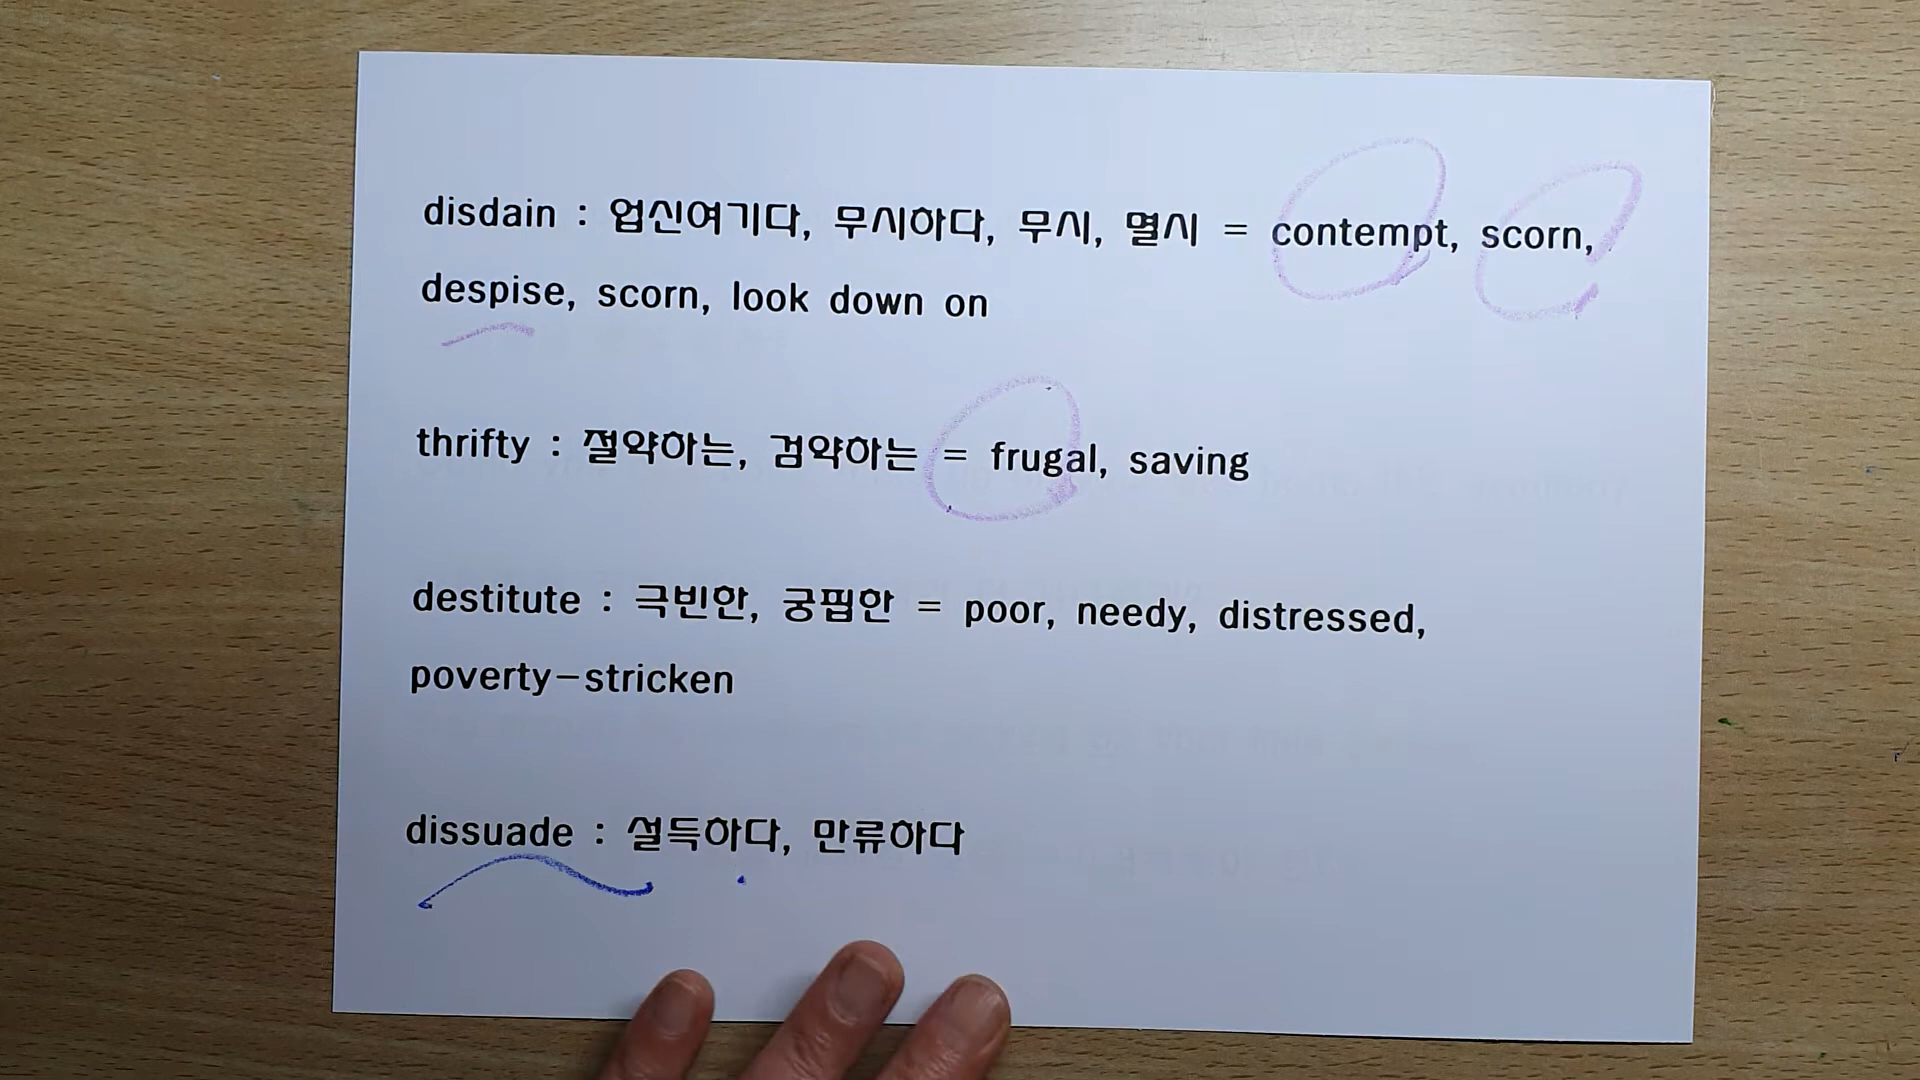 disdain : 업신여기다, 무시하다, 무시, 멸시 = contempt, scorn,
despise, scorn, look down on
thrifty : 절약하는, 검약하는 = frugal, saving
destitute : 극빈한, 궁핍한 = poor, needy, distressed,
poverty-stricken
dissuade : 설득하다, 만류하다